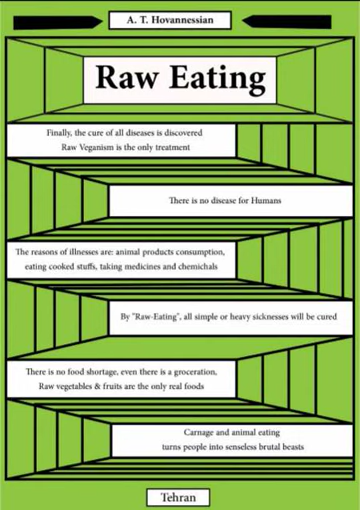 A. T. Hovannessian
Raw Eating
Finally, the cure of all diseases is discovered
Raw Veganism is the only treatment
There is no disease for Humans
The reasons of illnesses are: animal products consumption,
eating cooked stuffs, taking medicines and chemichals
By "Raw-Eating", all simple or heavy sicknesses will be cured
There is no food shortage, even there is a groceration,
Raw vegetables & fruits are the only real foods
Carnage and animal eating
turns people into senseless brutal beasts
Tehran